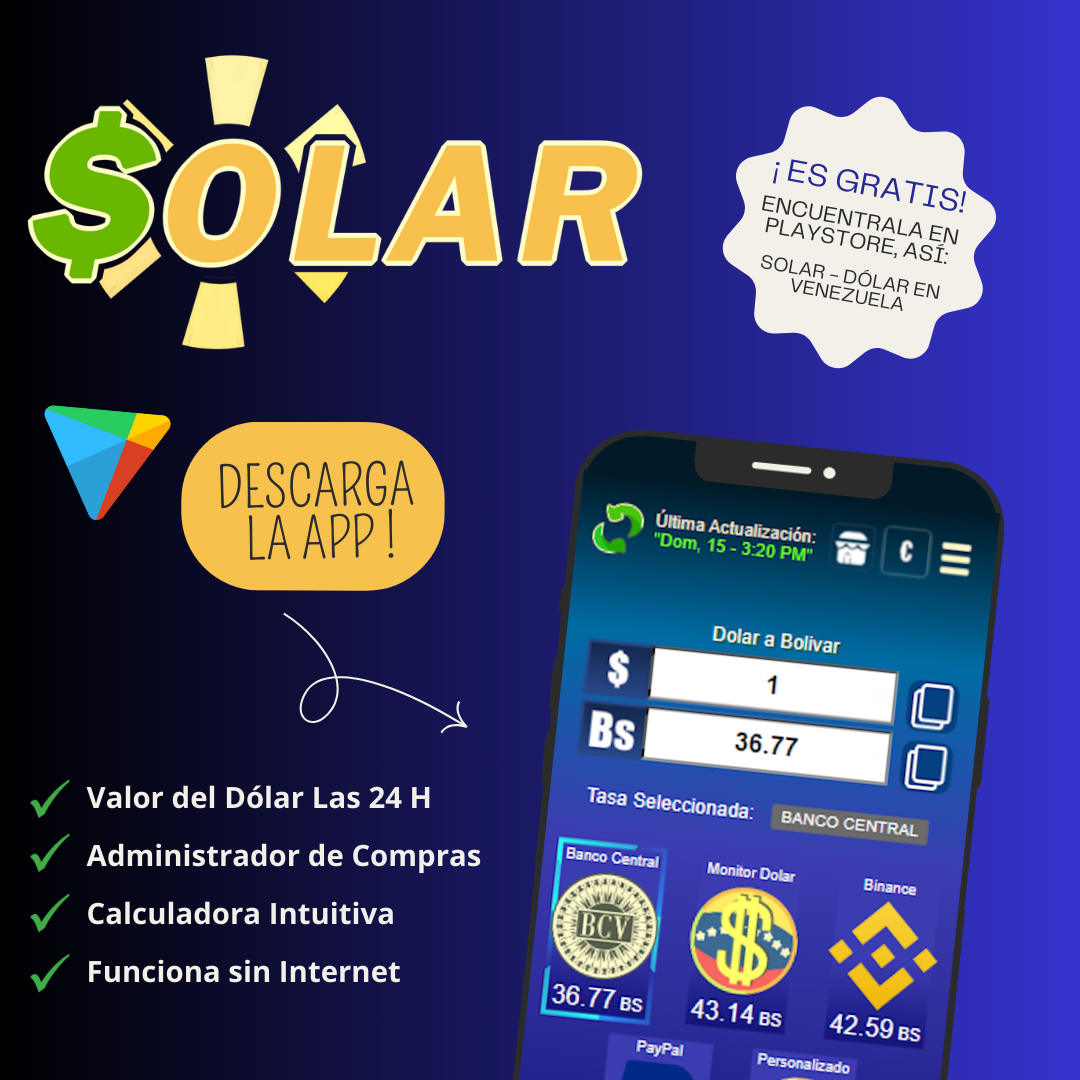 $OLAR
¡ES GRATIS!
ENCUENTRALA EN
PLAYSTORE, ASÍ:
SOLAR – DÓLAR EN
VENEZUELA
DESCARGA
LA APP !
Valor del Dólar Las 24 H
Administrador de Compras
Calculadora Intuitiva
Funciona sin Internet
Última Actualización:
"Dom, 15 - 3:20 PM"
€
Dolar a Bolivar
$
1
Bs
36.77
Tasa Seleccionada:
BANCO CENTRAL
Banco Central
BCV
36.77 BS
Monitor Dolar
$
43.14 BS
Binance
42.59 BS
PayPal
Personalizado